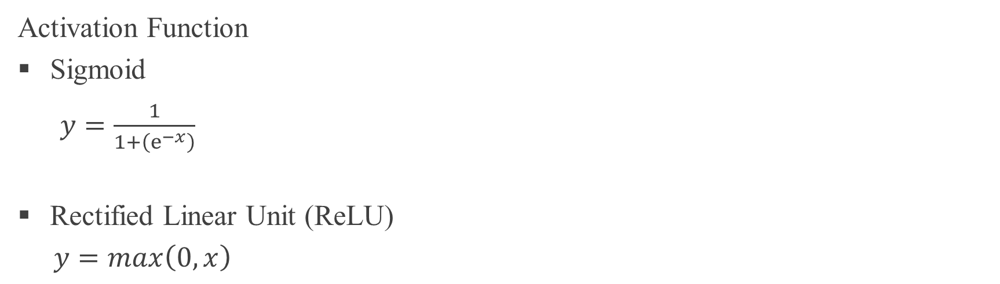 Activation Function
▪ Sigmoid
y = 1/(1+(e^−x))
▪ Rectified Linear Unit (ReLU)
y = max(0, x)